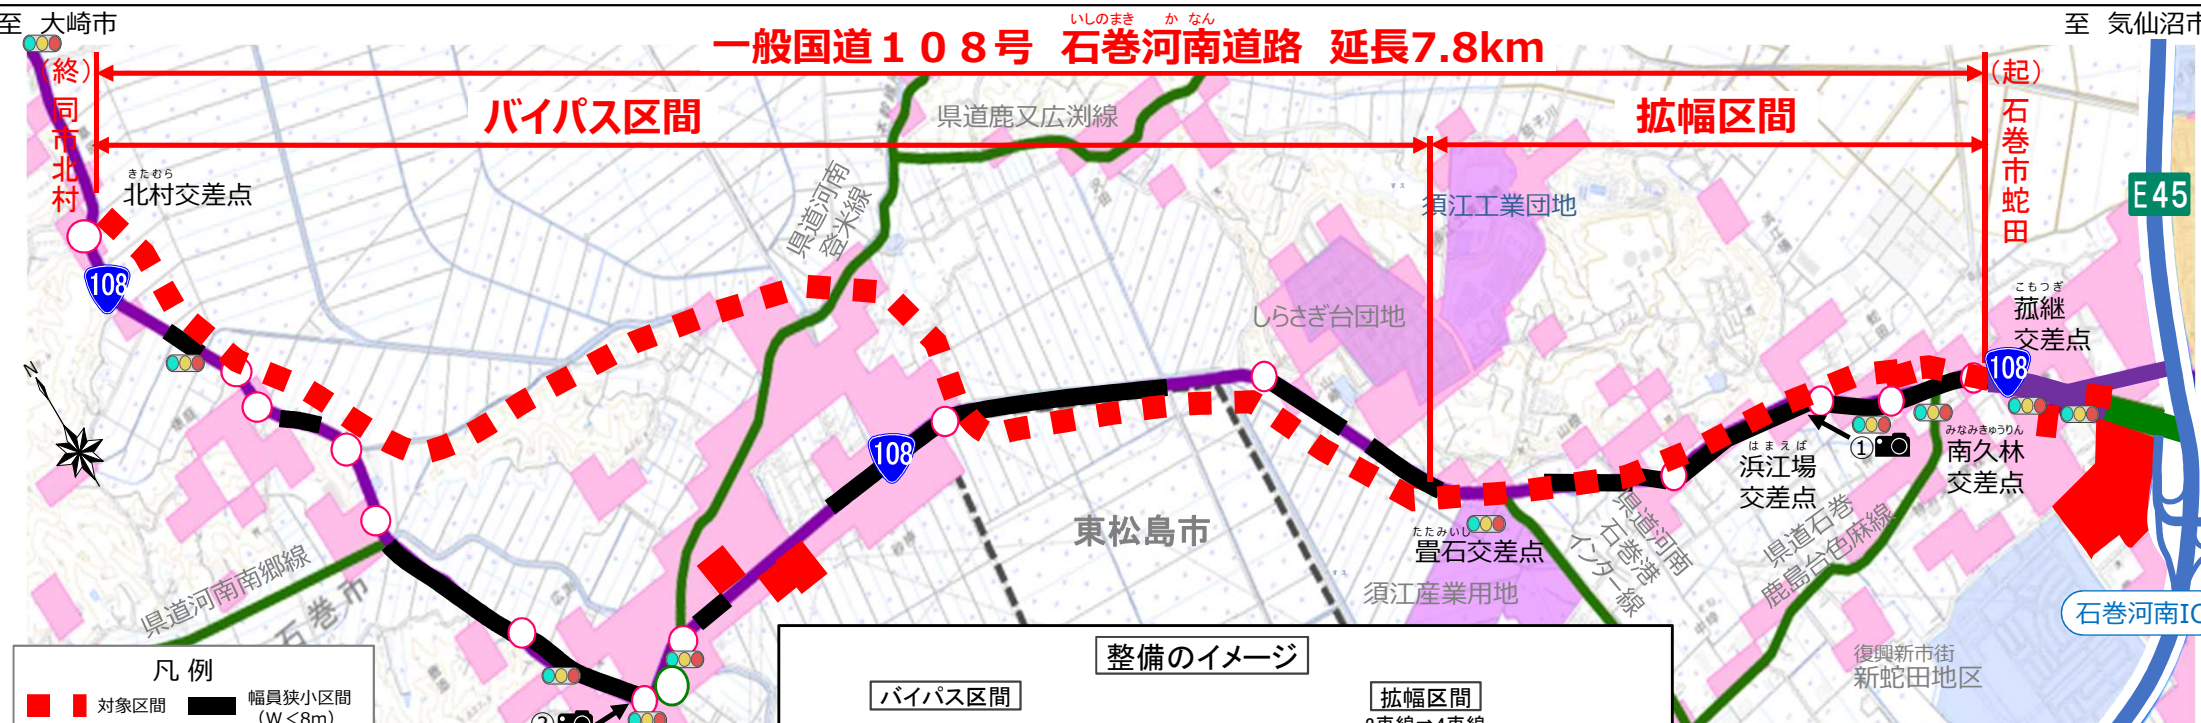 至 大崎市
いしのまき か なん
一般国道１０８号 石巻河南道路 延長7.8km
至 気仙沼市
(終)
同市北村
(起)
石巻市蛇田
バイパス区間
拡幅区間
県道鹿又広渕線
きたむら
北村交差点
県道河南
登米線
須江工業団地
E45
108
しらさぎ台団地
こもつぎ
菰継
交差点
108
108
N
はまえば
浜江場
交差点
①
みなみきゅうりん
南久林
交差点
東松島市
たたみいし
畳石交差点
県道河南
石巻港
インター線
県道石巻
鹿島台色麻線
須江産業用地
県道河南南郷線
石巻市
石巻河南IC
復興新市街
新蛇田地区
凡例
対象区間
幅員狭小区間
（W＜8m）
②
整備のイメージ
バイパス区間
拡幅区間
2車線→4車線